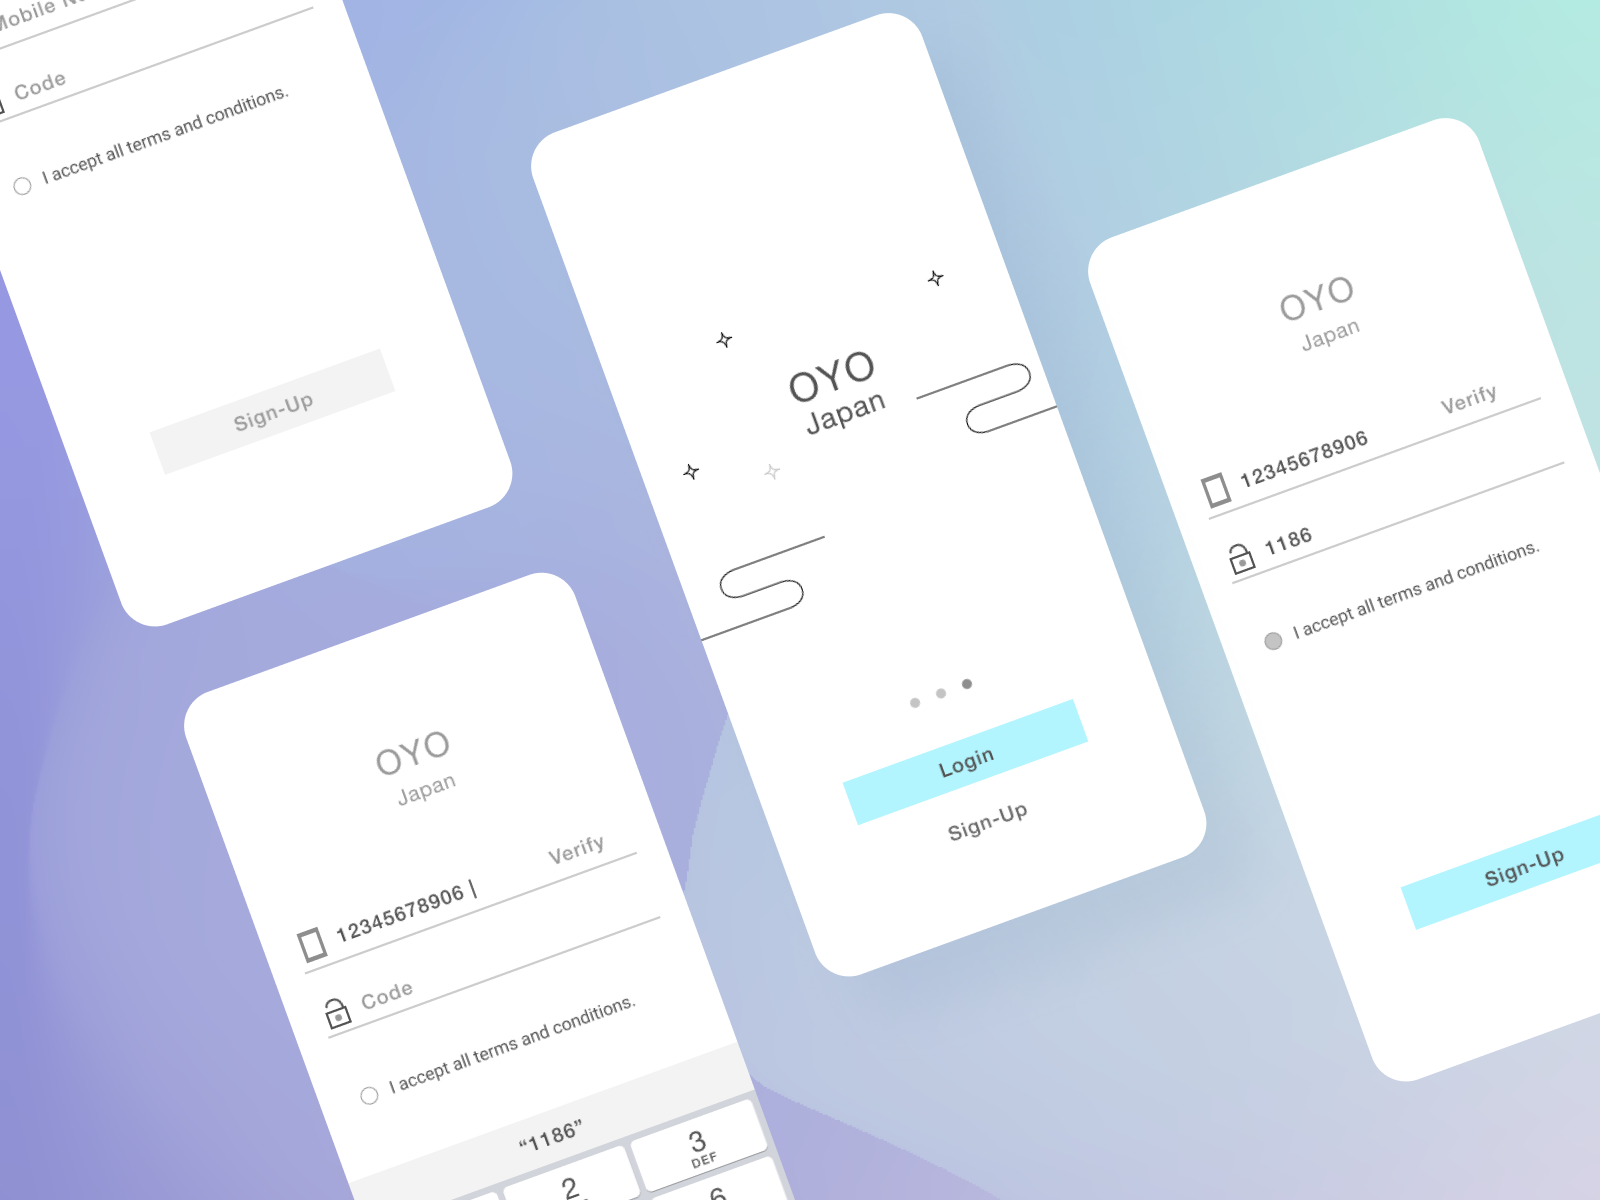 Mobile
Code
I accept all terms and conditions.
Sign-Up
OYO
Japan
Verify
12345678906 |
Code
I accept all terms and conditions.
“1186”
2
3
DEF
6
OYO
Japan
Login
Sign-Up
OYO
Japan
Verify
12345678906
1186
I accept all terms and conditions.
Sign-Up